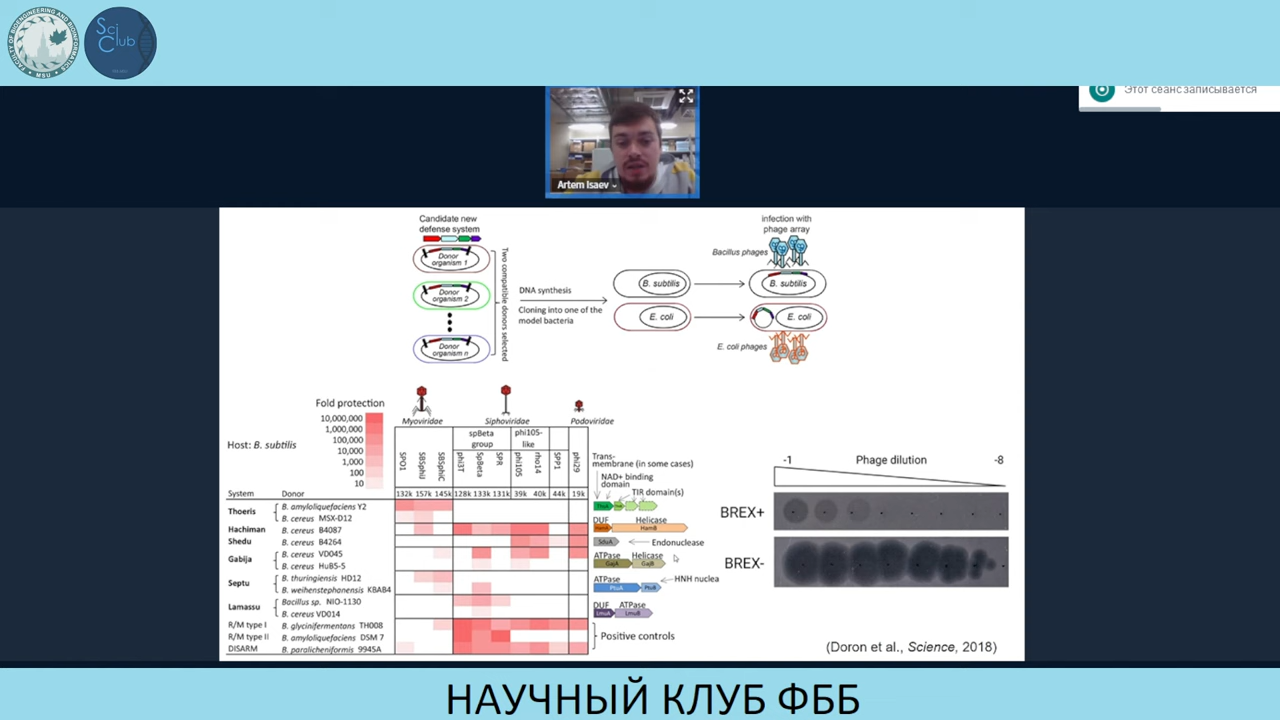 FACULTY OF BIOENGINEERING AND BIOINFORMATICS
MSU
Sci
Club
Этот сеанс записывается
Artem Isaev
Candidate new
defense system
Donor
organism 1
Donor
organism 2
Donor
organism n
Two compatible donors selected
DNA synthesis
Cloning into one of the
model bacteria
B. subtilis
E. coli
infection with
phage array
Bacillus phages
B. subtilis
E. coli
E. coli phages
Fold protection
10,000,000
1,000,000
100,000
10,000
1,000
100
10
Host: B. subtilis
Myoviridae
Siphoviridae
Podoviridae
spBeta
group
phi105-
like
SPO1
SBSphiJ
SBSphiC
phi3T
SpBeta
SPR
phi105
rho14
SPP1
phi29
System Donor 132k 157k 145k 128k 133k 131k 39k 40k 44k 19k
Thoeris B. amyloliquefaciens Y2
B. cereus MSX-D12
Hachiman B. cereus B4087
Shedu B. cereus B4264
Gabija B. cereus VD045
B. cereus HuB5-5
Septu B. thuringiensis HD12
B. weihenstephanensis KBAB4
Lamassu Bacillus sp. NIO-1130
B. cereus VD014
R/M type I B. glycinifermentans TH008
R/M type II B. amyloliquefaciens DSM 7
DISARM B. paralicheniformis 9945A
Trans-
membrane (in some cases)
NAD+ binding
domain
TIR domain(s)
DUF Helicase
HamA HamB
SduA Endonuclease
ATPase Helicase
GajA GajB
ATPase HNH nuclea
PtuA PtuB
DUF ATPase
LmuA LmuB
Positive controls
-1 Phage dilution -8
BREX+
BREX-
(Doron et al., Science, 2018)
НАУЧНЫЙ КЛУБ ФББ